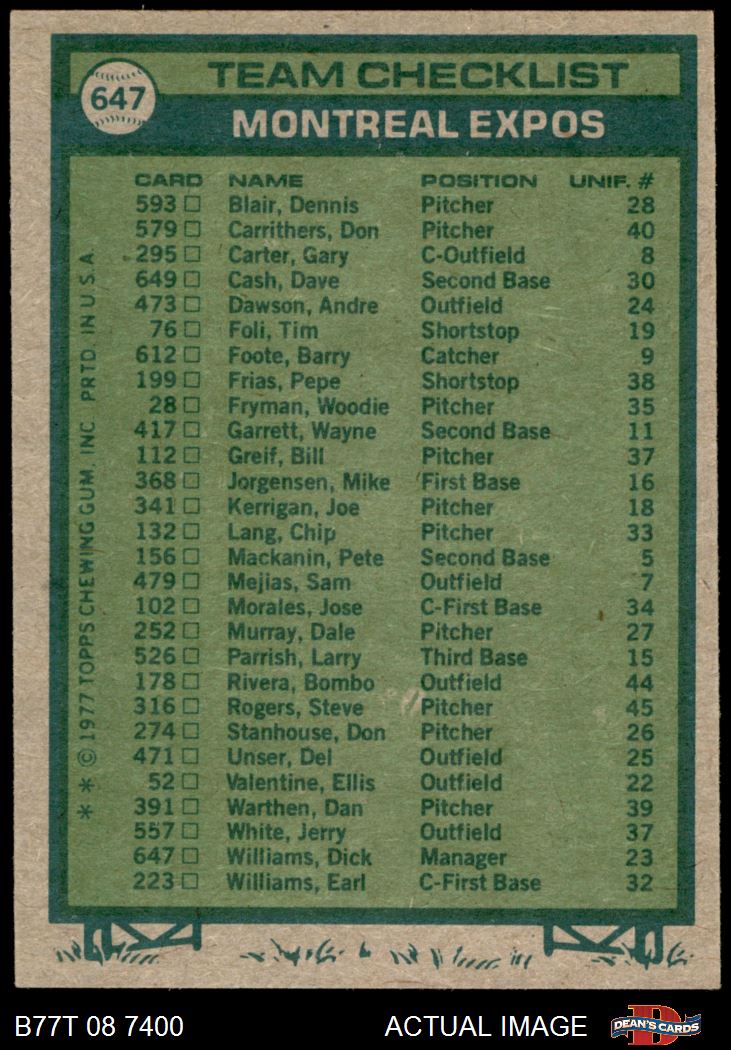 647
TEAM CHECKLIST
MONTREAL EXPOS
CARD NAME POSITION UNIF. #
593 □ Blair, Dennis Pitcher 28
579 □ Carrithers, Don Pitcher 40
295 □ Carter, Gary C-Outfield 8
649 □ Cash, Dave Second Base 30
473 □ Dawson, Andre Outfield 24
76 □ Foli, Tim Shortstop 19
612 □ Foote, Barry Catcher 9
199 □ Frias, Pepe Shortstop 38
28 □ Fryman, Woodie Pitcher 35
417 □ Garrett, Wayne Second Base 11
112 □ Greif, Bill Pitcher 37
368 □ Jorgensen, Mike First Base 16
341 □ Kerrigan, Joe Pitcher 18
132 □ Lang, Chip Pitcher 33
156 □ Mackanin, Pete Second Base 5
479 □ Mejias, Sam Outfield 7
102 □ Morales, Jose C-First Base 34
252 □ Murray, Dale Pitcher 27
526 □ Parrish, Larry Third Base 15
178 □ Rivera, Bombo Outfield 44
316 □ Rogers, Steve Pitcher 45
274 □ Stanhouse, Don Pitcher 26
471 □ Unser, Del Outfield 25
52 □ Valentine, Ellis Outfield 22
391 □ Warthen, Dan Pitcher 39
557 □ White, Jerry Outfield 37
647 □ Williams, Dick Manager 23
223 □ Williams, Earl C-First Base 32
* * © 1977 TOPPS CHEWING GUM, INC PRTD. IN U S.A.
B77T 08 7400 ACTUAL IMAGE
D
DEAN'S CARDS